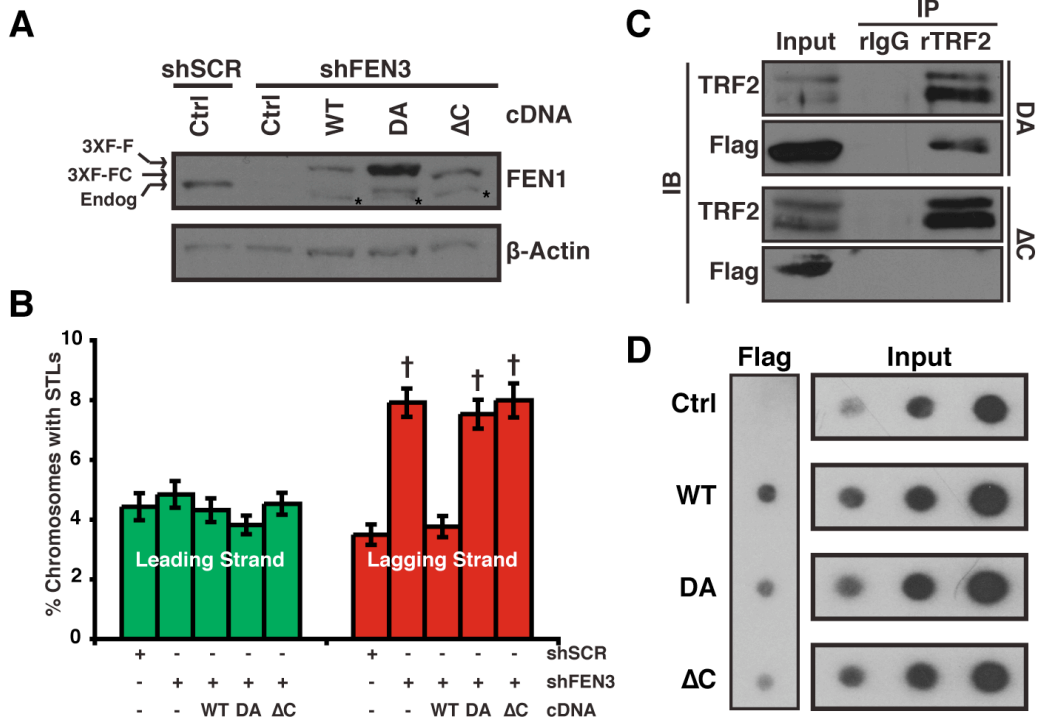 A
shSCR shFEN3
Ctrl Ctrl WT DA ΔC cDNA
3XF-F
3XF-FC
Endog
FEN1
* * *
β-Actin
B
% Chromosomes with STLs
10
8
6
4
2
0
† † †
Leading Strand Lagging Strand
+ - - - - + - - - - shSCR
- + + + + - + + + + shFEN3
- - WT DA ΔC - - WT DA ΔC cDNA
C
IP
Input rIgG rTRF2
IB
TRF2
Flag
DA
TRF2
Flag
ΔC
D
Flag Input
Ctrl
WT
DA
ΔC